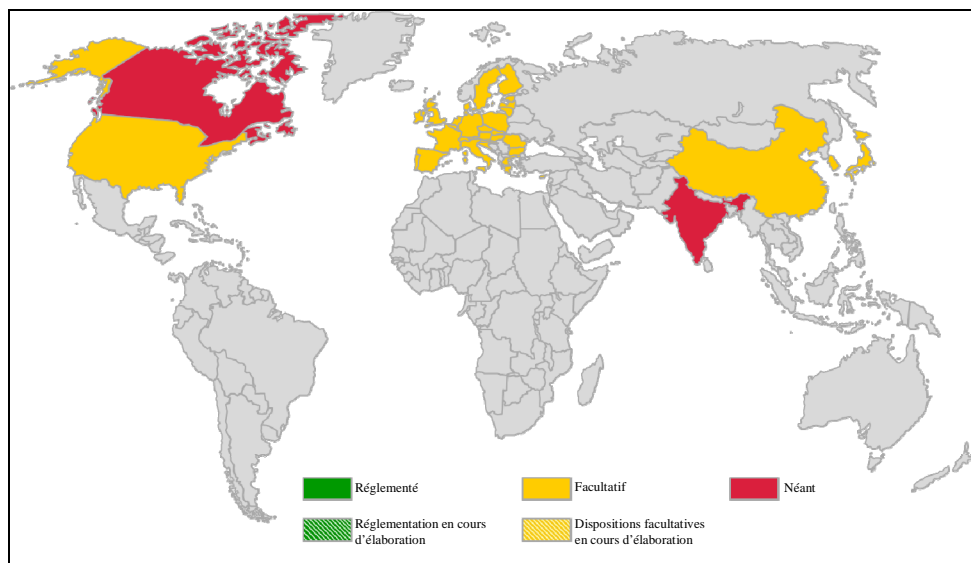 Réglementé
Facultatif
Néant
Réglementation en cours
d’élaboration
Dispositions facultatives
en cours d’élaboration